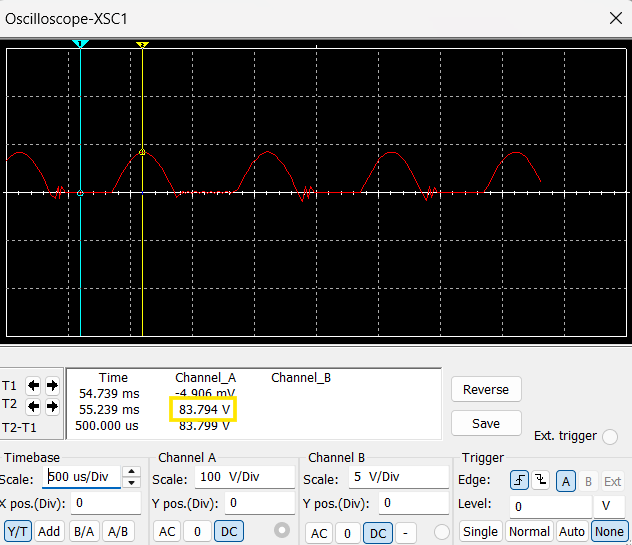 Oscilloscope-XSC1
1 2
Time Channel_A Channel_B
T1 54.739 ms -4.906 mV
T2 55.239 ms 83.794 V
T2-T1 500.000 us 83.799 V
Reverse
Save
Ext. trigger
Timebase
Scale: 500 us/Div
X pos.(Div): 0
Y/T Add B/A A/B
Channel A
Scale: 100 V/Div
Y pos.(Div): 0
AC 0 DC
Channel B
Scale: 5 V/Div
Y pos.(Div): 0
AC 0 DC -
Trigger
Edge: A B Ext
Level: 0 V
Single Normal Auto None